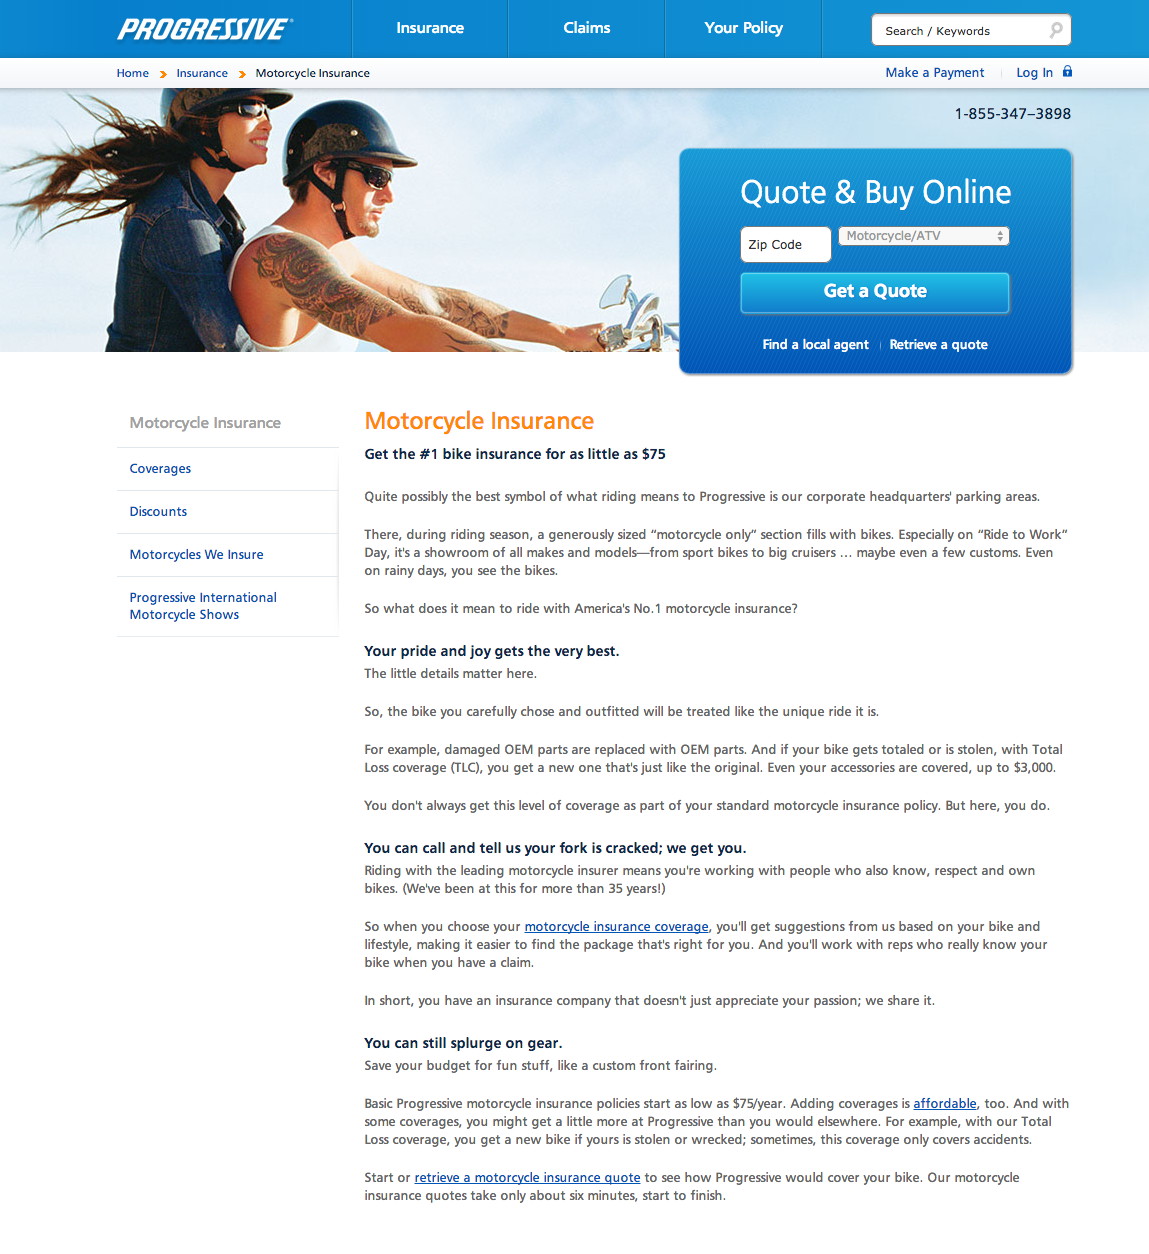 PROGRESSIVE®
Insurance
Claims
Your Policy
Search / Keywords
Home
Insurance
Motorcycle Insurance
Make a Payment
Log In
1-855-347–3898
Quote & Buy Online
Zip Code
Motorcycle/ATV
Get a Quote
Find a local agent
Retrieve a quote
Motorcycle Insurance
Coverages
Discounts
Motorcycles We Insure
Progressive International
Motorcycle Shows
Motorcycle Insurance
Get the #1 bike insurance for as little as $75
Quite possibly the best symbol of what riding means to Progressive is our corporate headquarters' parking areas.
There, during riding season, a generously sized “motorcycle only” section fills with bikes. Especially on “Ride to Work”
Day, it's a showroom of all makes and models—from sport bikes to big cruisers … maybe even a few customs. Even
on rainy days, you see the bikes.
So what does it mean to ride with America's No.1 motorcycle insurance?
Your pride and joy gets the very best.
The little details matter here.
So, the bike you carefully chose and outfitted will be treated like the unique ride it is.
For example, damaged OEM parts are replaced with OEM parts. And if your bike gets totaled or is stolen, with Total
Loss coverage (TLC), you get a new one that's just like the original. Even your accessories are covered, up to $3,000.
You don't always get this level of coverage as part of your standard motorcycle insurance policy. But here, you do.
You can call and tell us your fork is cracked; we get you.
Riding with the leading motorcycle insurer means you're working with people who also know, respect and own
bikes. (We've been at this for more than 35 years!)
So when you choose your motorcycle insurance coverage, you'll get suggestions from us based on your bike and
lifestyle, making it easier to find the package that's right for you. And you'll work with reps who really know your
bike when you have a claim.
In short, you have an insurance company that doesn't just appreciate your passion; we share it.
You can still splurge on gear.
Save your budget for fun stuff, like a custom front fairing.
Basic Progressive motorcycle insurance policies start as low as $75/year. Adding coverages is affordable, too. And with
some coverages, you might get a little more at Progressive than you would elsewhere. For example, with our Total
Loss coverage, you get a new bike if yours is stolen or wrecked; sometimes, this coverage only covers accidents.
Start or retrieve a motorcycle insurance quote to see how Progressive would cover your bike. Our motorcycle
insurance quotes take only about six minutes, start to finish.